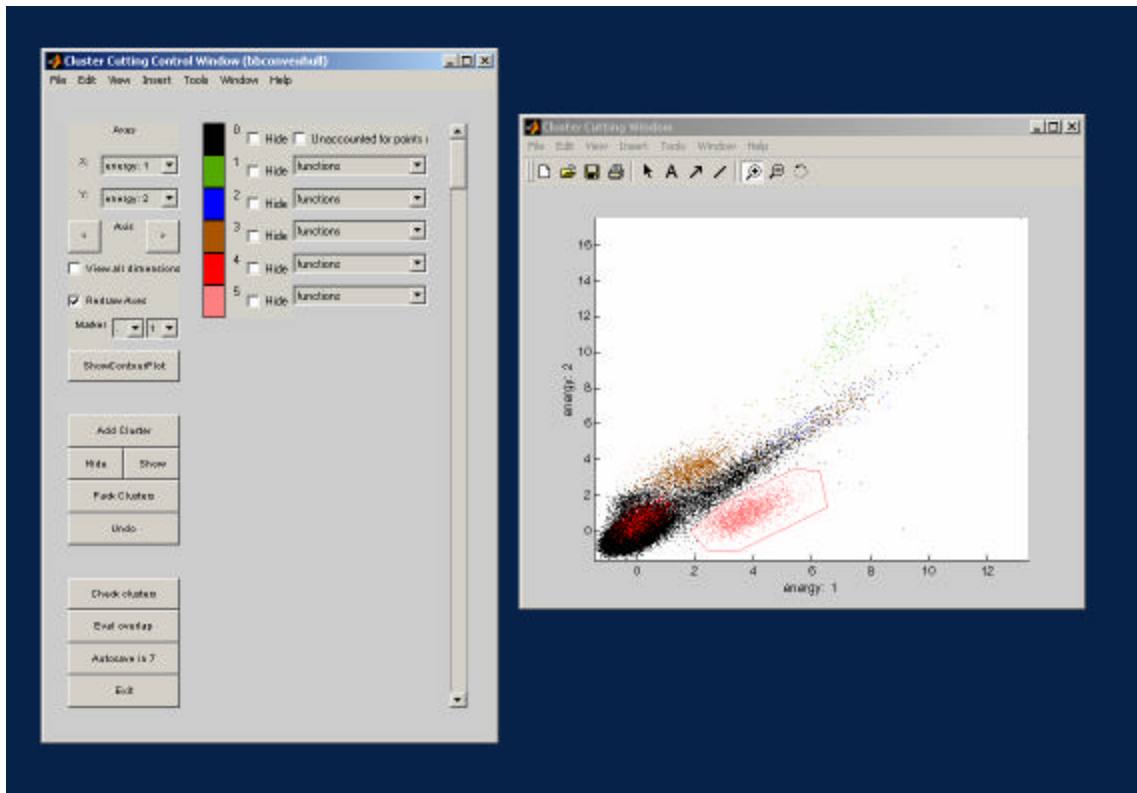 Cluster Cutting Control Window (bbconvexhull)
File Edit View Insert Tools Window Help
Axes
X: energy: 1
Y: energy: 2
< Axis >
View all dimensions
Redraw Axes
Marker . 1
ShowContourPlot
Add Cluster
Hide Show
Pack Clusters
Undo
Check clusters
Eval overlap
Autosave in 7
Exit
0 Hide Unaccounted for points
1 Hide functions
2 Hide functions
3 Hide functions
4 Hide functions
5 Hide functions
Cluster Cutting Window
File Edit View Insert Tools Window Help
A
16
14
12
10
8
6
4
2
0
energy: 2
0 2 4 6 8 10 12
energy: 1